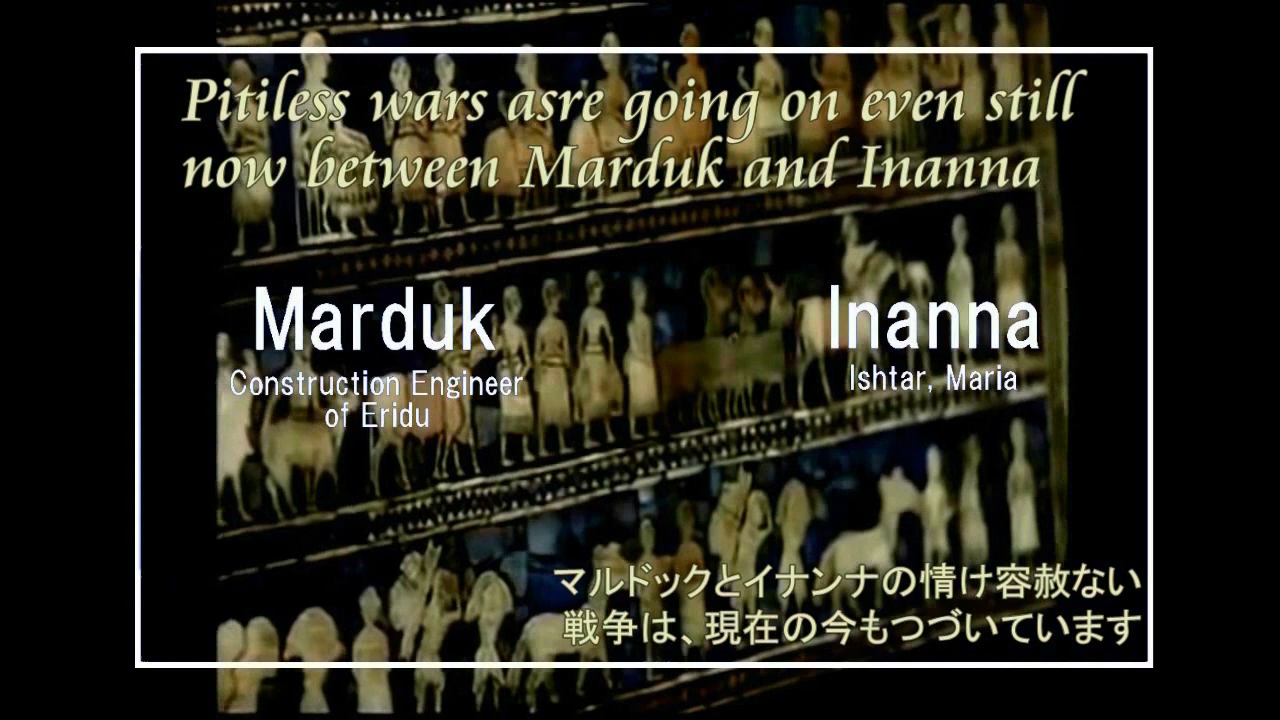 Pitiless wars asre going on even still
now between Marduk and Inanna
Marduk
Construction Engineer
of Eridu
Inanna
Ishtar, Maria
マルドックとイナンナの情け容赦ない
戦争は、現在の今もつづいています